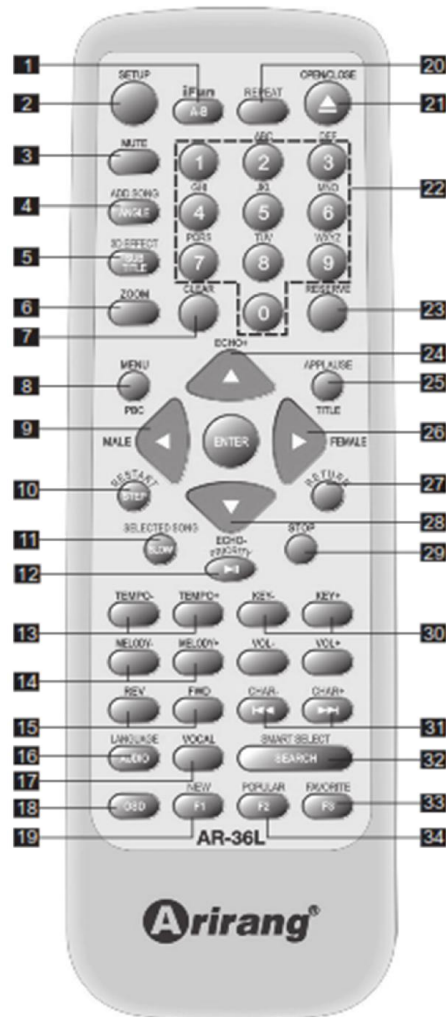 1 iFun REPEAT 20
SETUP OPEN/CLOSE
2 A-B 21
MUTE ABC DEF
3 1 2 3
ADD SONG GHI JKL MNO 22
4 ANGLE 4 5 6
3D EFFECT PQRS TUV WXYZ
5 SUB TITLE 7 8 9
ZOOM CLEAR RESERVE
6 0 23
7 ECHO+ 24
MENU APPLAUSE 25
8 PBC TITLE
9 MALE ENTER FEMALE 26
RESTART RETURN 27
10 STEP 28
SELECTED SONG ECHO- STOP
11 SLOW FAVORITY 29
12
TEMPO- TEMPO+ KEY- KEY+
13 30
MELODY- MELODY+ VOL- VOL+
14
REV FWD CHAR- CHAR+
15 31
LANGUAGE VOCAL SMART SELECT
16 AUDIO SEARCH 32
17 NEW POPULAR FAVORITE 33
18 OSD F1 F2 F3
19 AR-36L 34
Arirang®